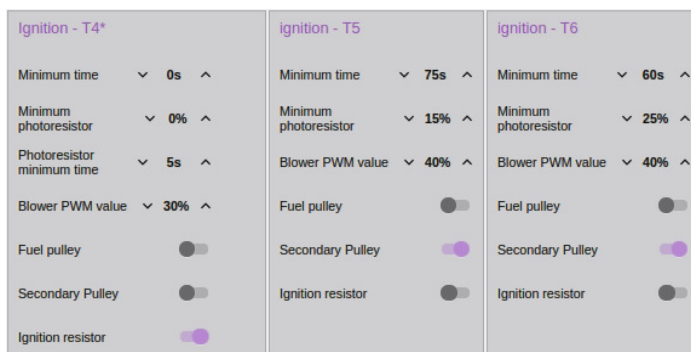 Ignition - T4*
Minimum time 0s
Minimum
photoresistor 0%
Photoresistor
minimum time 5s
Blower PWM value 30%
Fuel pulley
Secondary Pulley
Ignition resistor
ignition - T5
Minimum time 75s
Minimum
photoresistor 15%
Blower PWM value 40%
Fuel pulley
Secondary Pulley
Ignition resistor
ignition - T6
Minimum time 60s
Minimum
photoresistor 25%
Blower PWM value 40%
Fuel pulley
Secondary Pulley
Ignition resistor